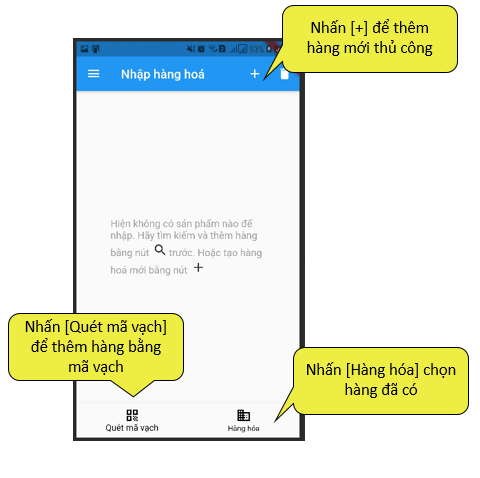 Nhấn [+] để thêm
hàng mới thủ công
93%
Nhập hàng hoá
Hiện không có sản phẩm nào để
nhập. Hãy tìm kiếm và thêm hàng
bằng nút trước. Hoặc tạo hàng
hoá mới bằng nút
Nhấn [Quét mã vạch]
để thêm hàng bằng
mã vạch
Nhấn [Hàng hóa] chọn
hàng đã có
Quét mã vạch
Hàng hóa